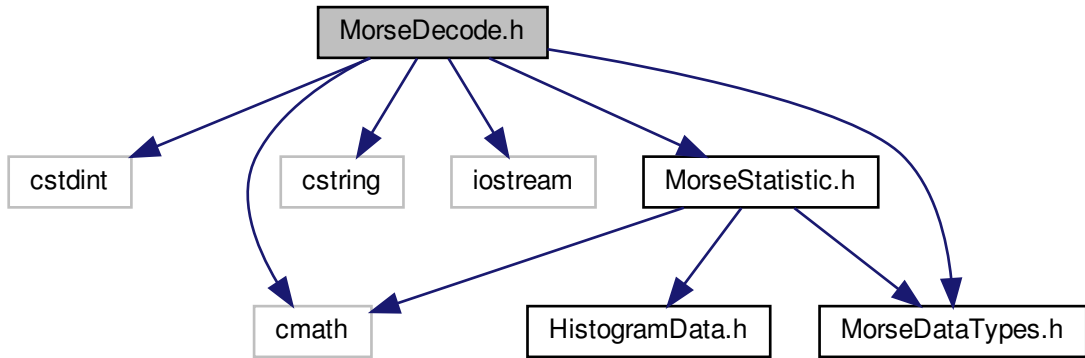 MorseDecode.h
cstdint
cstring
iostream
MorseStatistic.h
cmath
HistogramData.h
MorseDataTypes.h